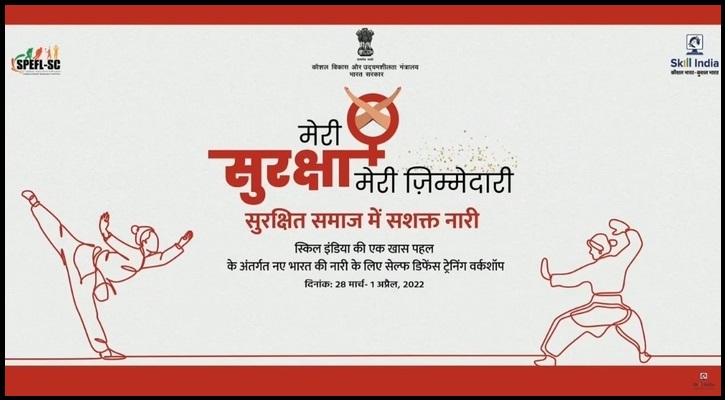 SPEFL-SC
कौशल विकास और उद्यमशीलता मंत्रालय
भारत सरकार
Skill India
कौशल भारत-कुशल भारत
मेरी
सुरक्षा
मेरी ज़िम्मेदारी
सुरक्षित समाज में सशक्त नारी
स्किल इंडिया की एक खास पहल
के अंतर्गत नए भारत की नारी के लिए सेल्फ डिफेंस ट्रेनिंग वर्कशॉप
दिनांक: 28 मार्च- 1 अप्रैल, 2022